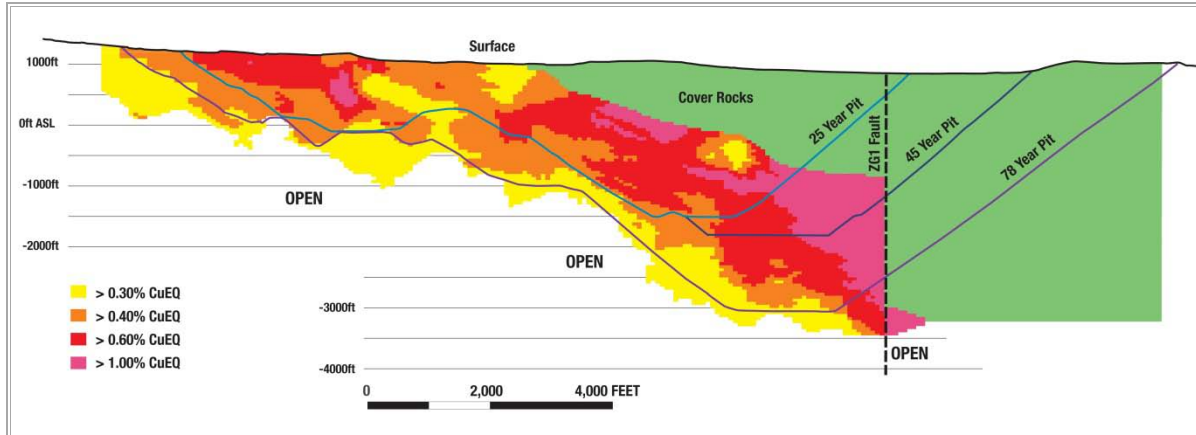 Surface
1000ft
Cover Rocks
25 Year Pit
ZG1 Fault
45 Year Pit
78 Year Pit
0ft ASL
-1000ft
OPEN
-2000ft
OPEN
> 0.30% CuEQ
> 0.40% CuEQ
> 0.60% CuEQ
> 1.00% CuEQ
-3000ft
OPEN
-4000ft
0 2,000 4,000 FEET